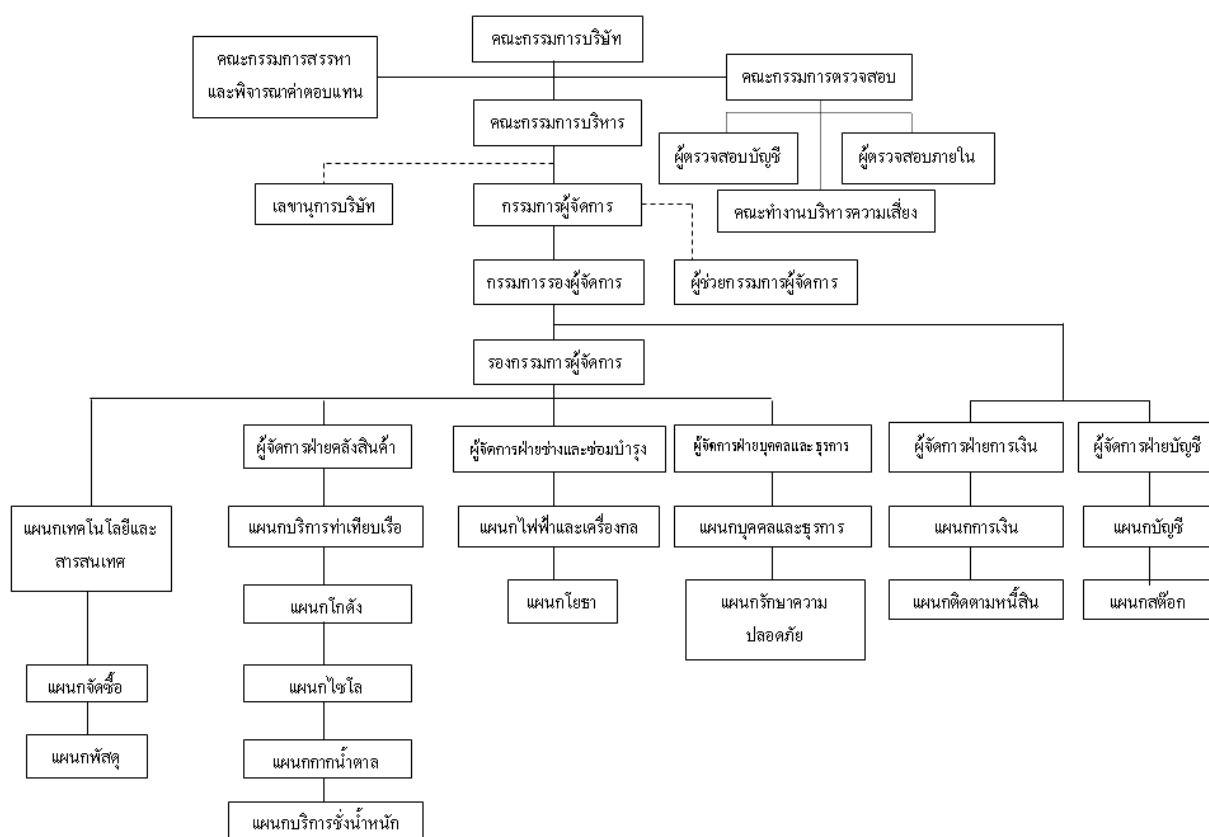 คณะกรรมการบริษัท
คณะกรรมการสรรหา
และพิจารณาค่าตอบแทน
คณะกรรมการตรวจสอบ
คณะกรรมการบริหาร
ผู้ตรวจสอบบัญชี
ผู้ตรวจสอบภายใน
เลขานุการบริษัท
กรรมการผู้จัดการ
คณะทำงานบริหารความเสี่ยง
กรรมการรองผู้จัดการ
ผู้ช่วยกรรมการผู้จัดการ
รองกรรมการผู้จัดการ
ผู้จัดการฝ่ายคลังสินค้า
ผู้จัดการฝ่ายช่างและซ่อมบำรุง
ผู้จัดการฝ่ายบุคคลและธุรการ
ผู้จัดการฝ่ายการเงิน
ผู้จัดการฝ่ายบัญชี
แผนกเทคโนโลยีและ
สารสนเทศ
แผนกบริการท่าเทียบเรือ
แผนกไฟฟ้าและเครื่องกล
แผนกบุคคลและธุรการ
แผนกการเงิน
แผนกบัญชี
แผนกโกดัง
แผนกโยธา
แผนกรักษาความ
ปลอดภัย
แผนกติดตามหนี้สิน
แผนกสต๊อก
แผนกจัดซื้อ
แผนกไซโล
แผนกพัสดุ
แผนกกากน้ำตาล
แผนกบริการชั่งน้ำหนัก